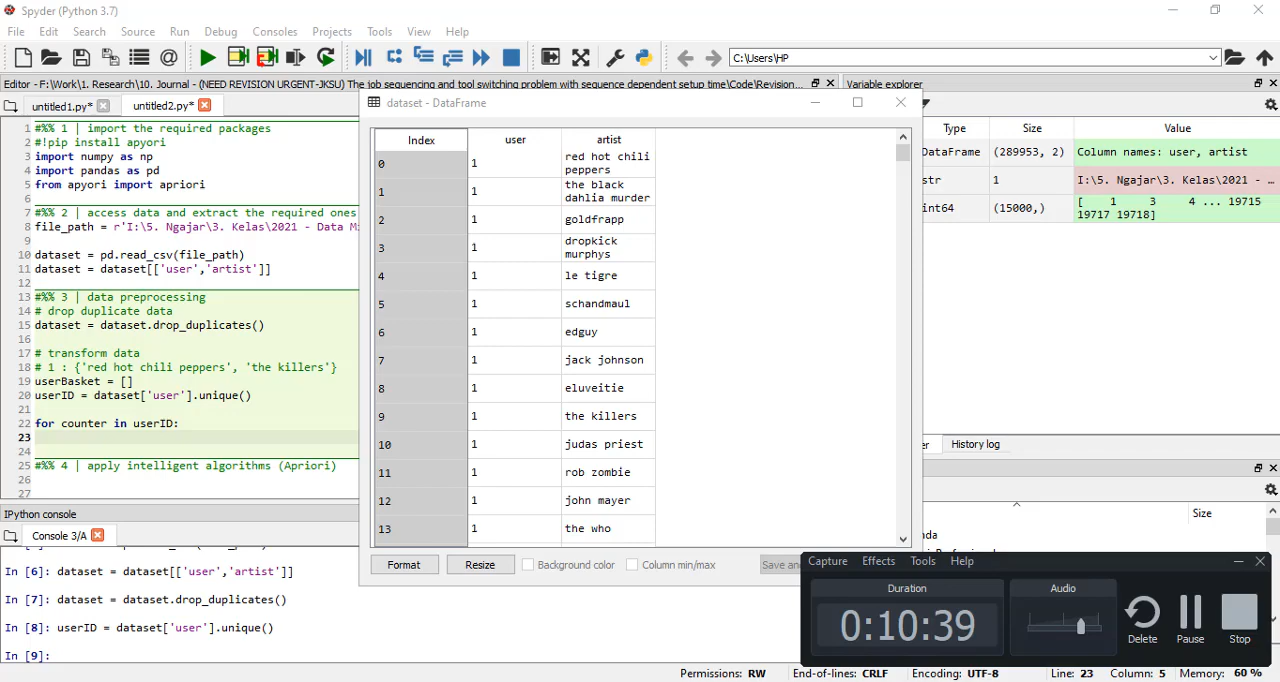 Spyder (Python 3.7)
File Edit Search Source Run Debug Consoles Projects Tools View Help
C:\Users\HP
Editor - F:\Work\1. Research\10. Journal - (NEED REVISION URGENT-JKSU) The job sequencing and tool switching problem with sequence dependent setup time\Code\Revision...
Variable explorer
untitled1.py* untitled2.py*
1 #%% 1 | import the required packages
2 #!pip install apyori
3 import numpy as np
4 import pandas as pd
5 from apyori import apriori
6
7 #%% 2 | access data and extract the required ones
8 file_path = r'I:\5. Ngajar\3. Kelas\2021 - Data M
9
10 dataset = pd.read_csv(file_path)
11 dataset = dataset[['user','artist']]
12
13 #%% 3 | data preprocessing
14 # drop duplicate data
15 dataset = dataset.drop_duplicates()
16
17 # transform data
18 # 1 : {'red hot chili peppers', 'the killers'}
19 userBasket = []
20 userID = dataset['user'].unique()
21
22 for counter in userID:
23
24
25 #%% 4 | apply intelligent algorithms (Apriori)
26
27
dataset - DataFrame
Index user artist
0 1 red hot chili
peppers
1 1 the black
dahlia murder
2 1 goldfrapp
3 1 dropkick
murphys
4 1 le tigre
5 1 schandmaul
6 1 edguy
7 1 jack johnson
8 1 eluveitie
9 1 the killers
10 1 judas priest
11 1 rob zombie
12 1 john mayer
13 1 the who
Format Resize Background color Column min/max Save an
Type Size Value
DataFrame (289953, 2) Column names: user, artist
str 1 I:\5. Ngajar\3. Kelas\2021 - …
int64 (15000,) [ 1 3 4 ... 19715
19717 19718]
er History log
Size
nda
IPython console
Console 3/A
In [6]: dataset = dataset[['user','artist']]
In [7]: dataset = dataset.drop_duplicates()
In [8]: userID = dataset['user'].unique()
In [9]:
Capture Effects Tools Help
Duration Audio
0:10:39
Delete Pause Stop
Permissions: RW End-of-lines: CRLF Encoding: UTF-8 Line: 23 Column: 5 Memory: 60 %